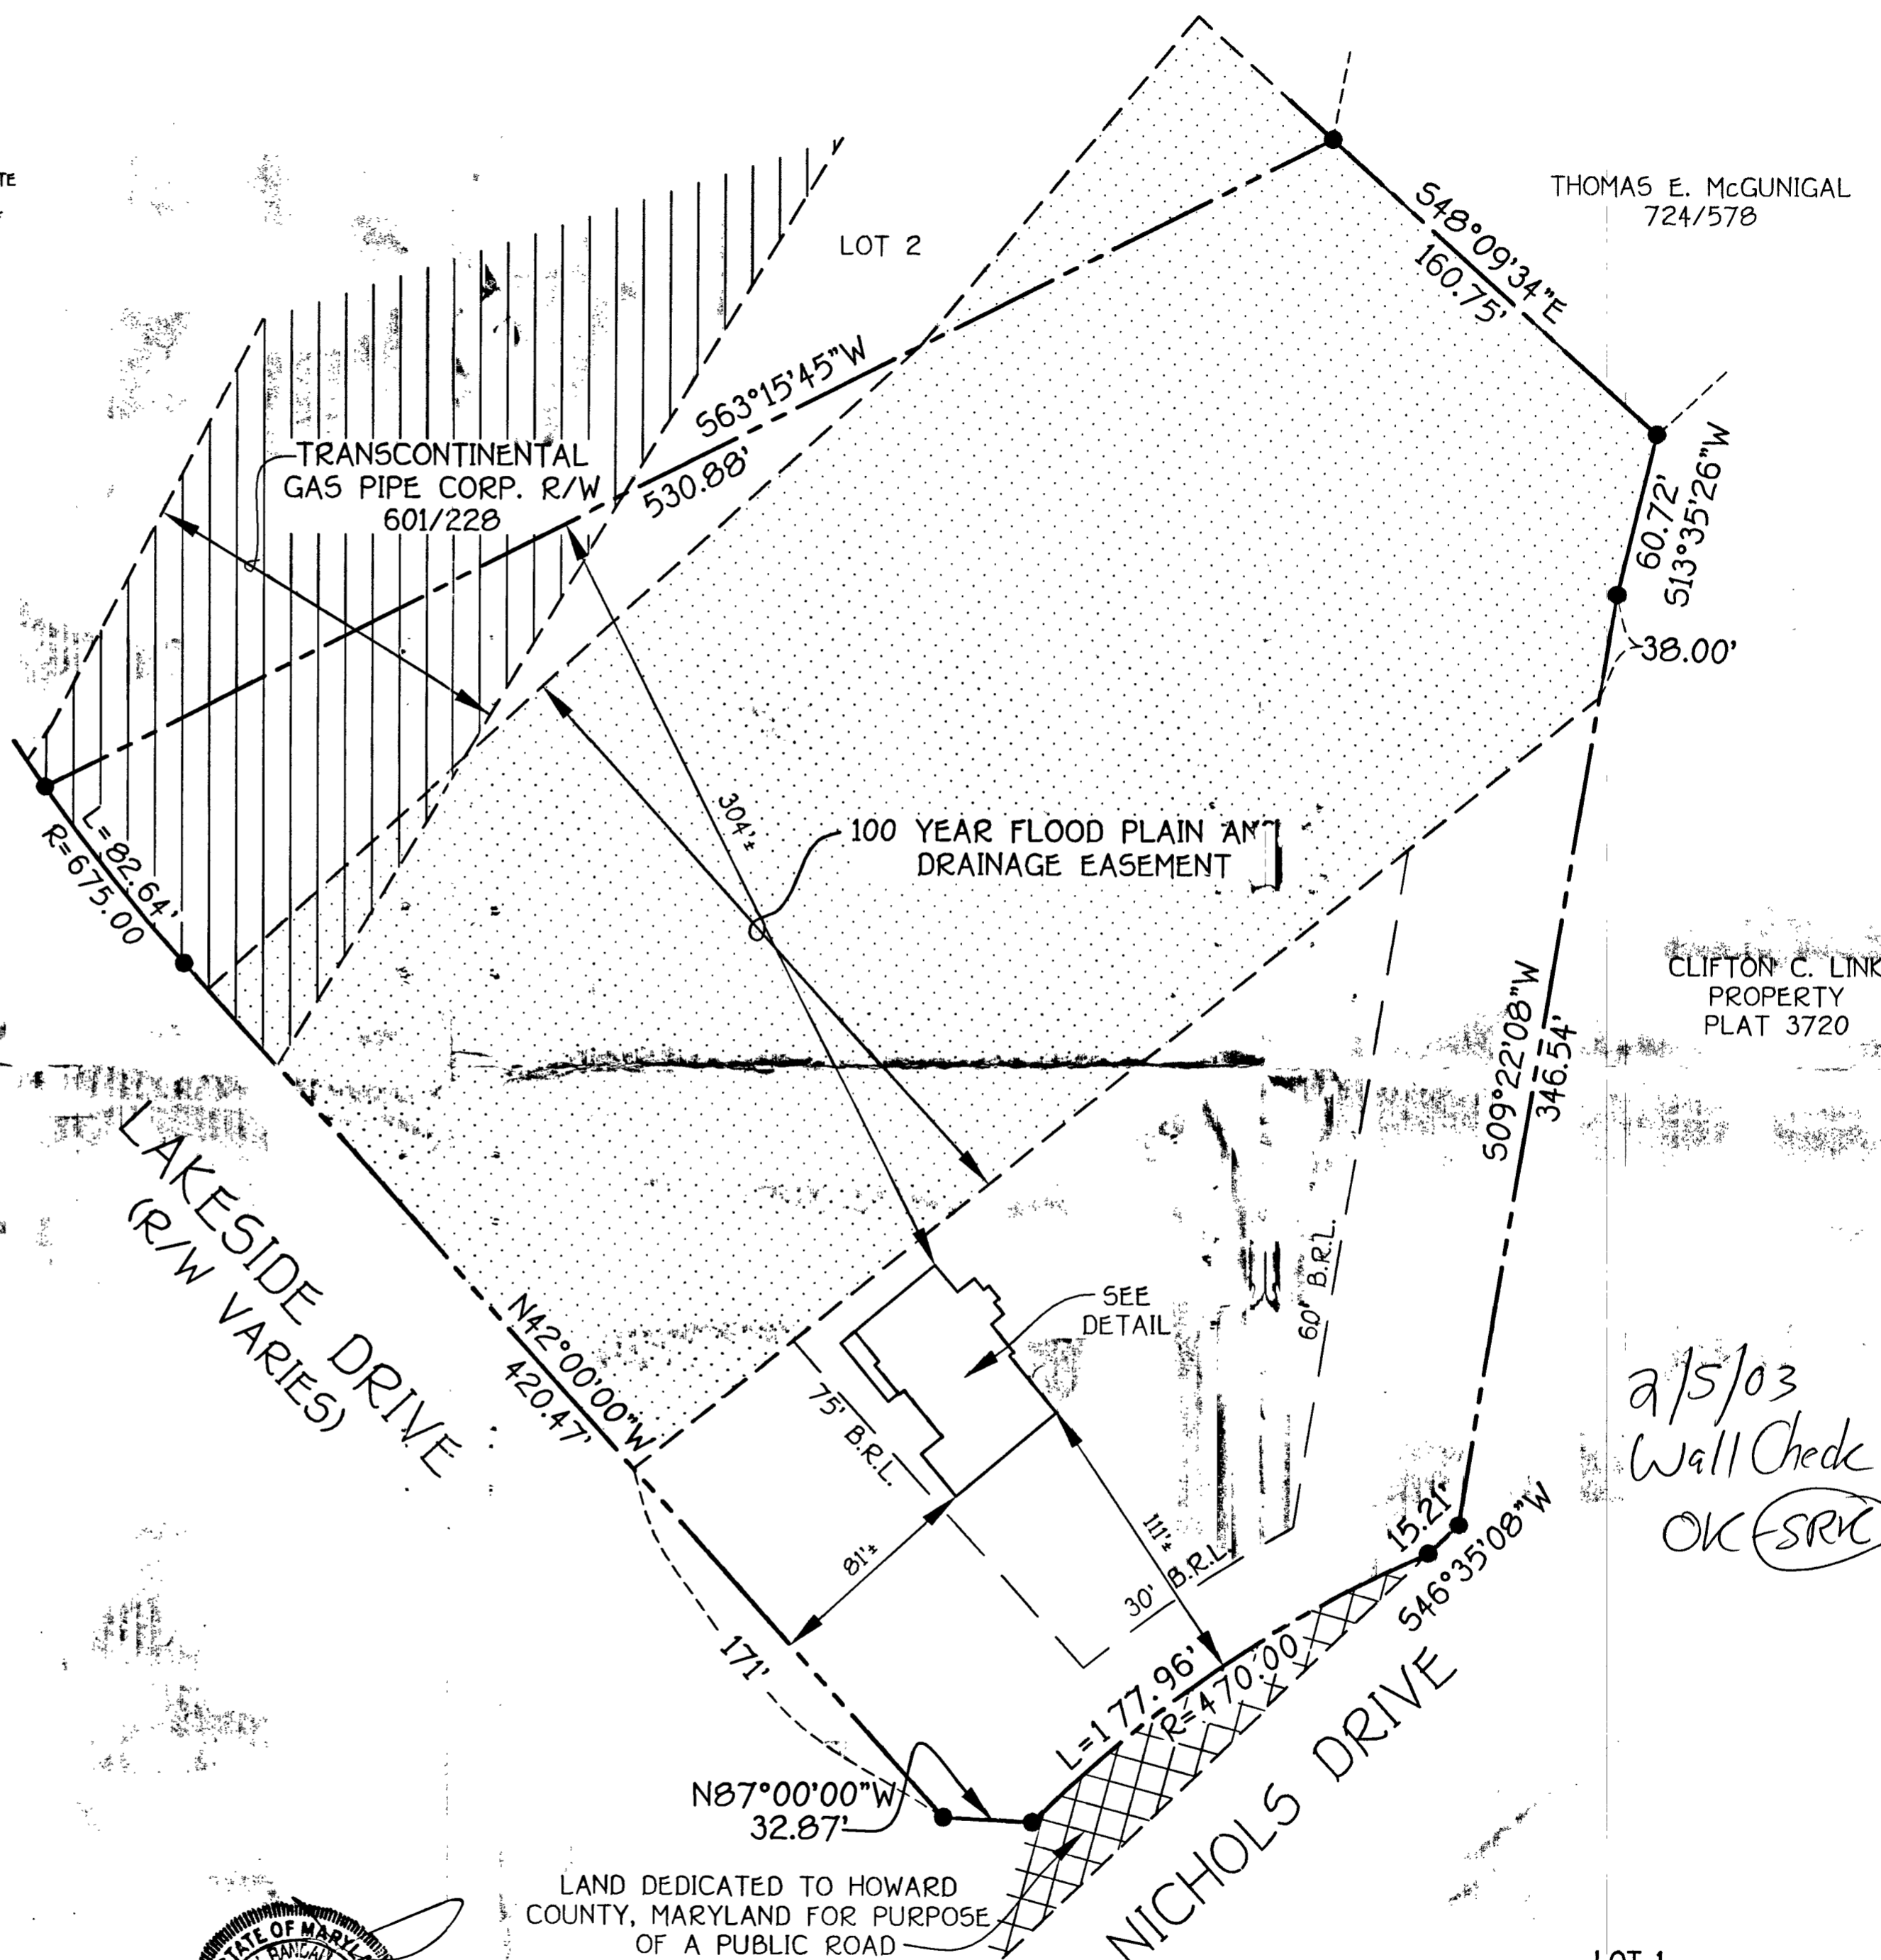 THOMAS E. McGUNIGAL
724/578
LOT 2
S48°09'34"E
160.75'
S63°15'45"W
530.88'
TRANSCONTINENTAL
GAS PIPE CORP. R/W
601/228
60.72'
S13°35'26"W
38.00'
L=82.64'
R=675.00
304'±
100 YEAR FLOOD PLAIN AN
DRAINAGE EASEMENT
CLIFTON C. LINK
PROPERTY
PLAT 3720
S09°22'08"W
346.54'
LAKESIDE DRIVE
(R/W VARIES)
N42°00'00"W
420.47'
SEE
DETAIL
60' B.R.L.
75' B.R.L.
2/5/03
Wall Check
OK SRK
81'±
111'±
30' B.R.L.
15.21'
S46°35'08"W
171'
L=177.96'
R=470.00
N87°00'00"W
32.87'
NICHOLS DRIVE
LAND DEDICATED TO HOWARD
COUNTY, MARYLAND FOR PURPOSE
OF A PUBLIC ROAD
STATE OF MARYL
LOT 1